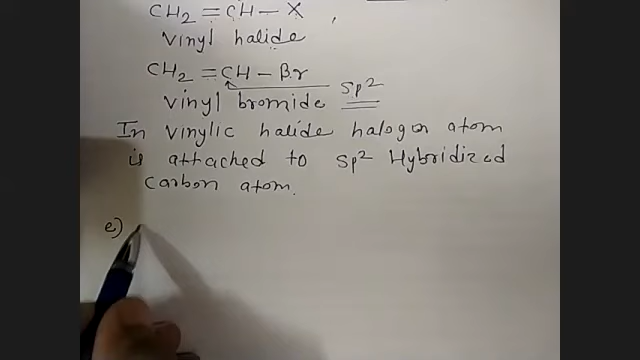 CH2 = CH - X
vinyl halide
CH2 = CH - Br
sp2
vinyl bromide
In vinylic halide halogen atom
is attached to sp2 Hybridized
carbon atom.
e)